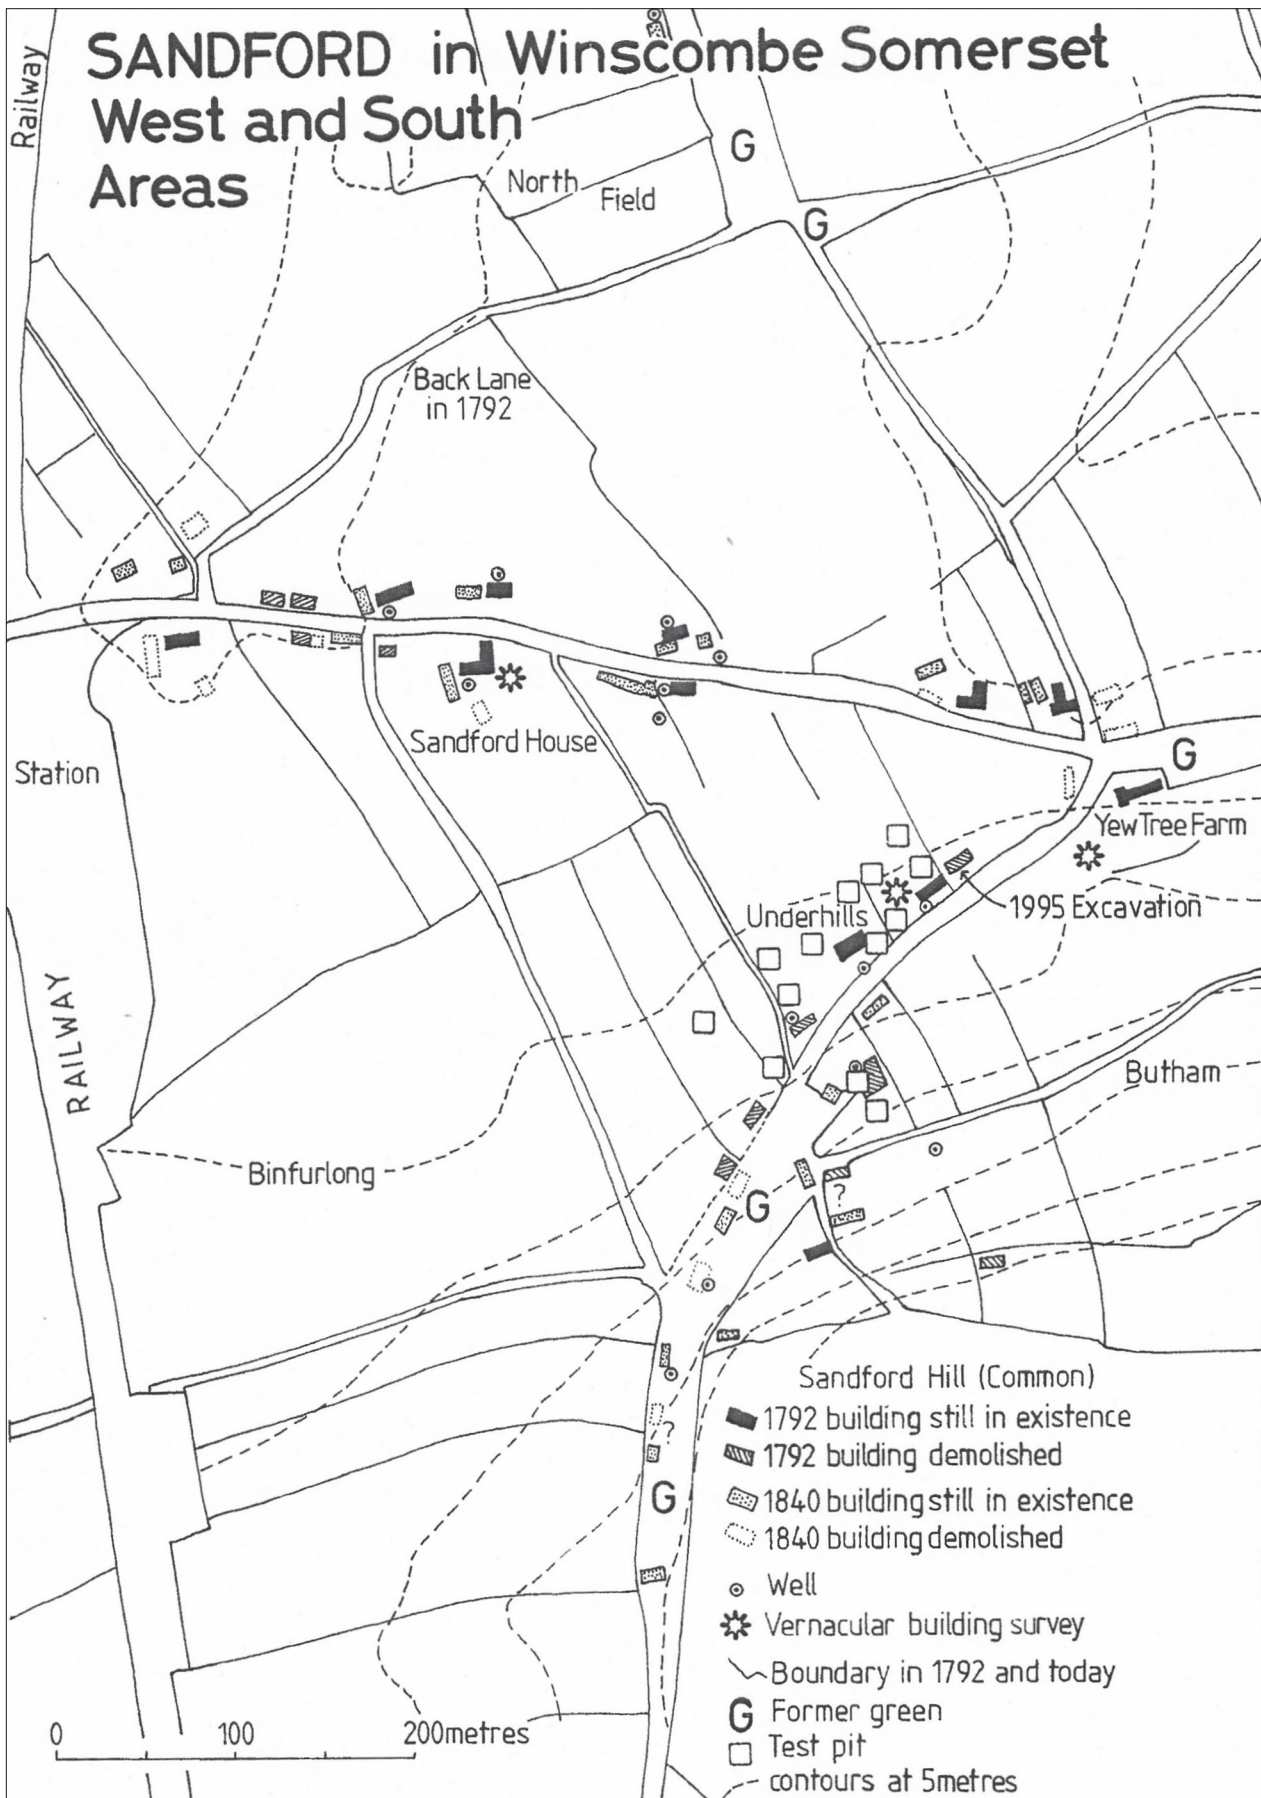 SANDFORD in Winscombe Somerset
West and South
Areas
Railway
G
North
Field
G
Back Lane
in 1792
Sandford House
Station
G
Yew Tree Farm
1995 Excavation
Underhills
RAILWAY
Butham
Binfurlong
?
G
?
G
Sandford Hill (Common)
1792 building still in existence
1792 building demolished
1840 building still in existence
1840 building demolished
Well
Vernacular building survey
Boundary in 1792 and today
G Former green
Test pit
contours at 5metres
0 100 200metres